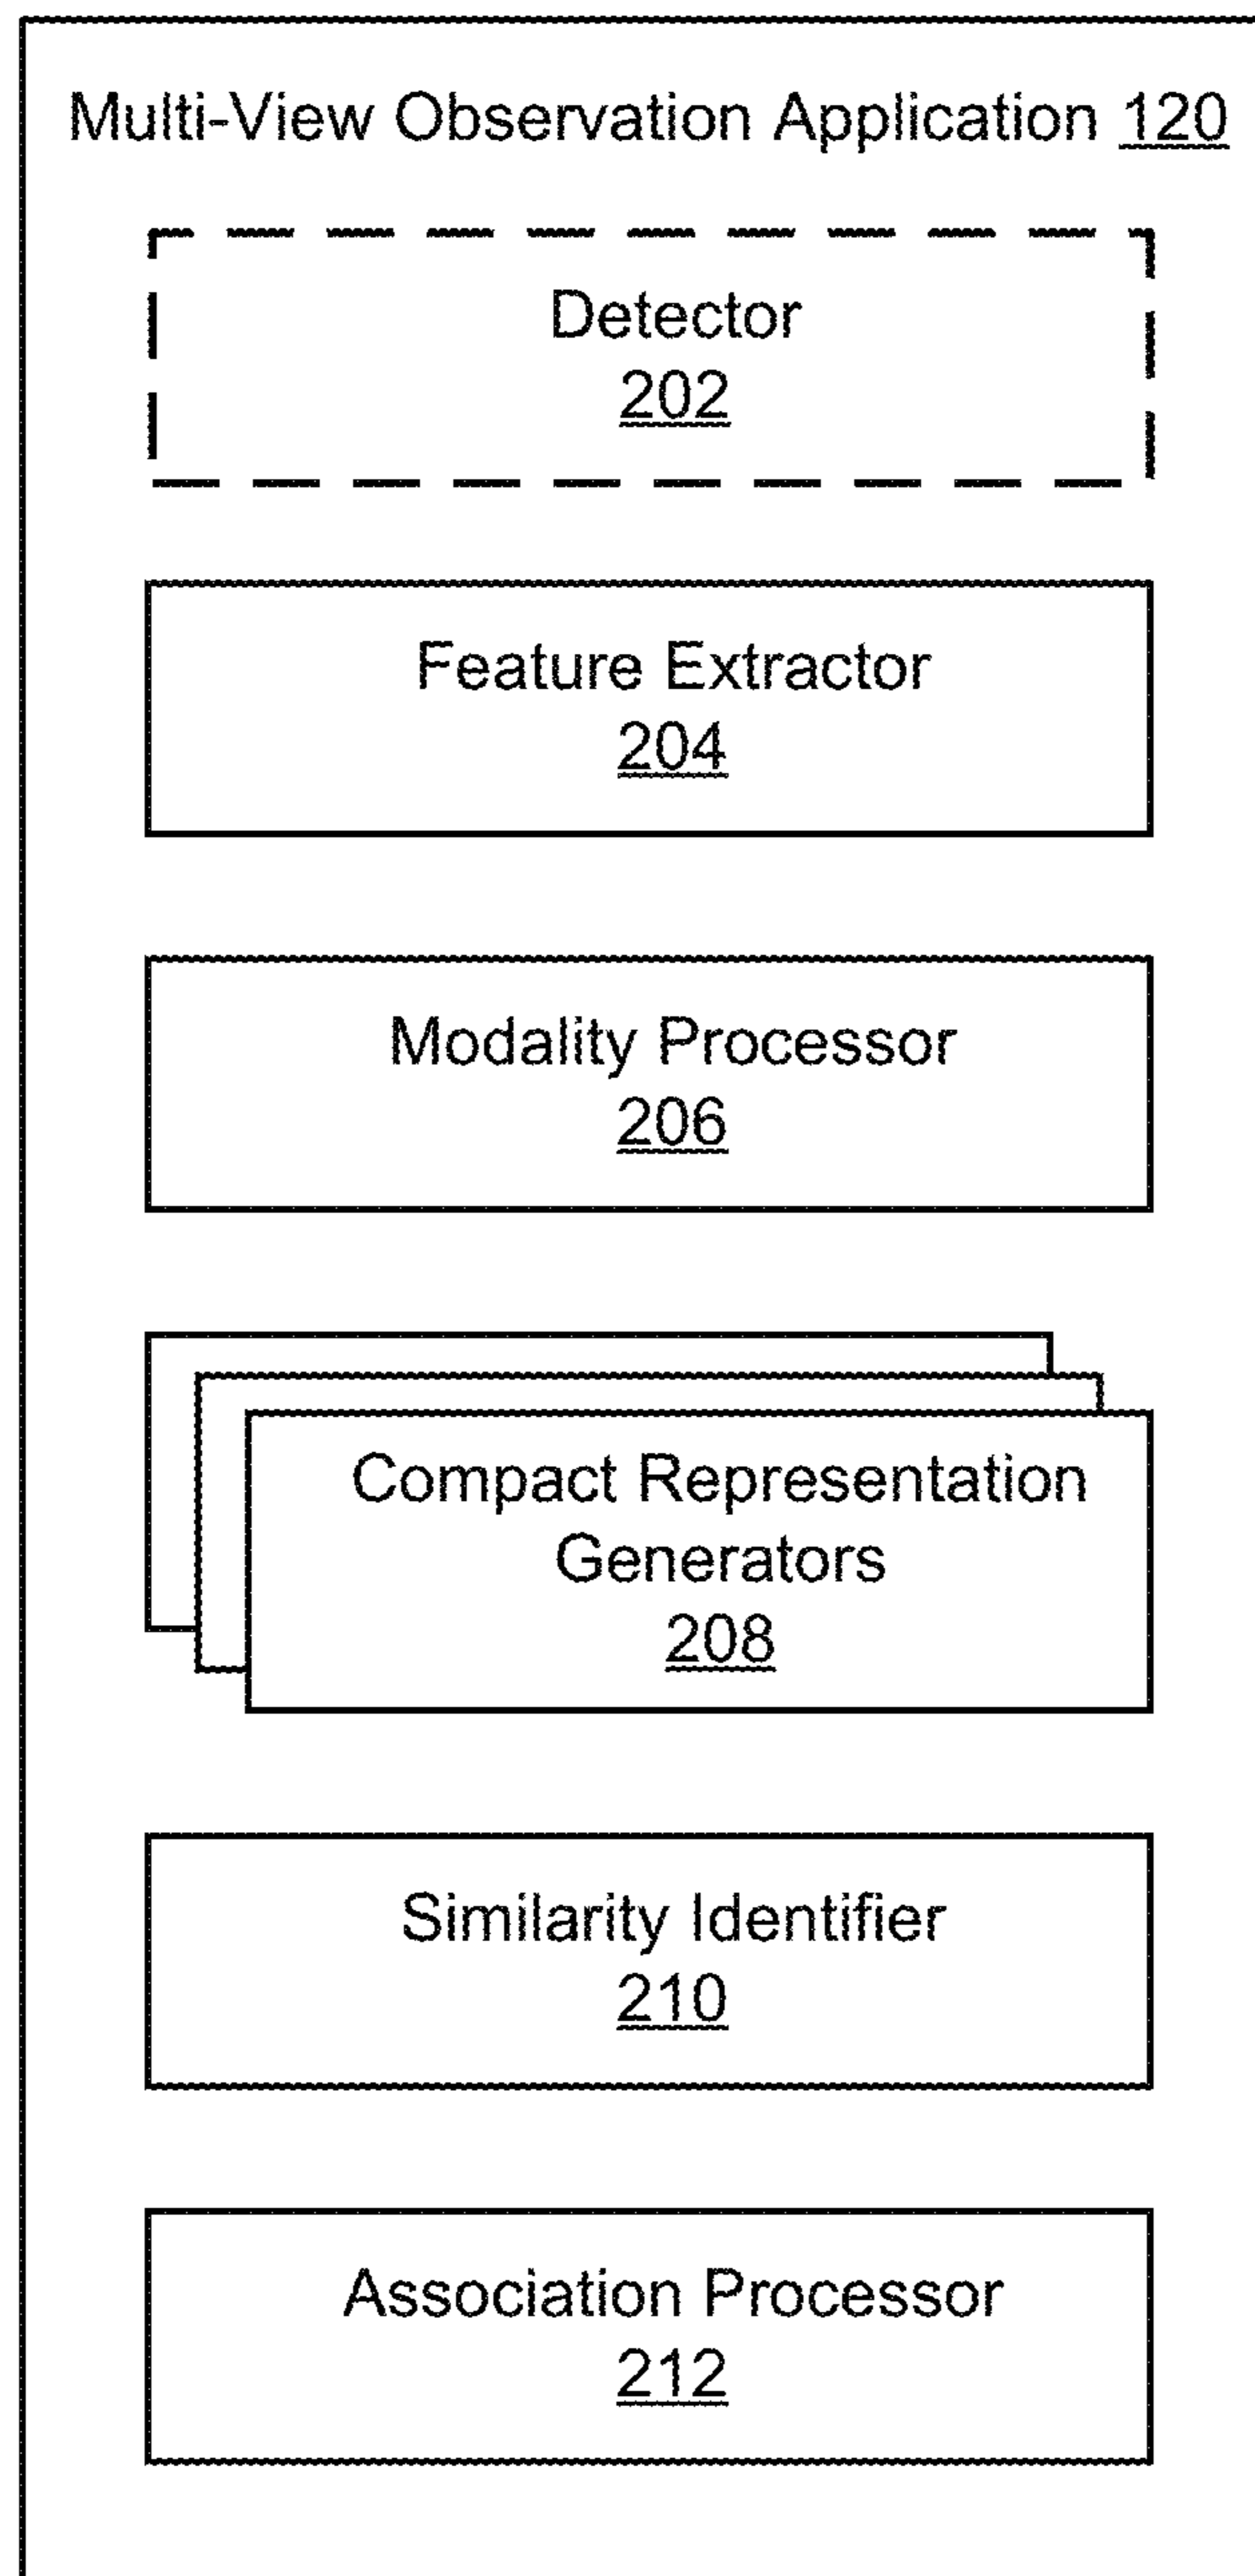 Multi-View Observation Application 120
Detector
202
Feature Extractor
204
Modality Processor
206
Compact Representation
Generators
208
Similarity Identifier
210
Association Processor
212